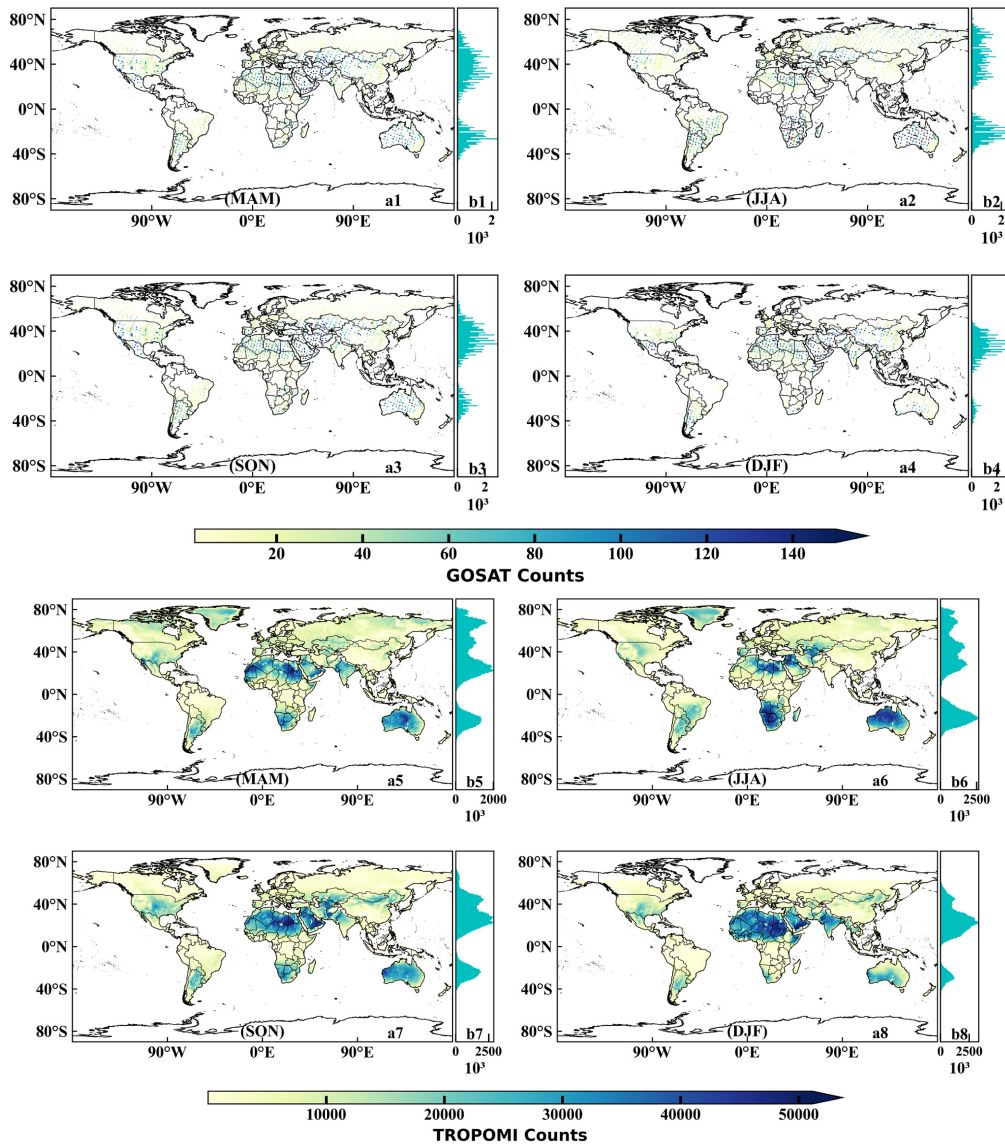 80°N
40°N
0°N
40°S
80°S
(MAM) a1 b1
90°W 0°E 90°E 0 2
10³
80°N
40°N
0°N
40°S
80°S
(JJA) a2 b2
90°W 0°E 90°E 0 2
10³
80°N
40°N
0°N
40°S
80°S
(SON) a3 b3
90°W 0°E 90°E 0 2
10³
80°N
40°N
0°N
40°S
80°S
(DJF) a4 b4
90°W 0°E 90°E 0 2
10³
20 40 60 80 100 120 140
GOSAT Counts
80°N
40°N
0°N
40°S
80°S
(MAM) a5 b5
90°W 0°E 90°E 0 2000
10³
80°N
40°N
0°N
40°S
80°S
(JJA) a6 b6
90°W 0°E 90°E 0 2500
10³
80°N
40°N
0°N
40°S
80°S
(SON) a7 b7
90°W 0°E 90°E 0 2500
10³
80°N
40°N
0°N
40°S
80°S
(DJF) a8 b8
90°W 0°E 90°E 0 2500
10³
10000 20000 30000 40000 50000
TROPOMI Counts